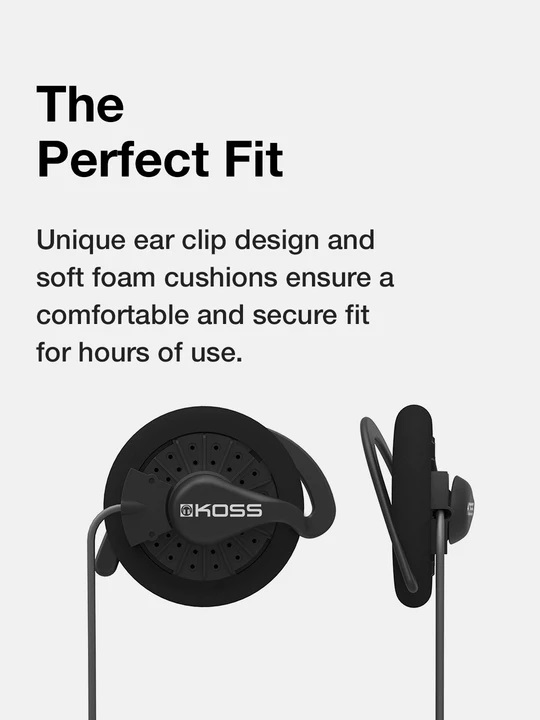 The
Perfect Fit
Unique ear clip design and
soft foam cushions ensure a
comfortable and secure fit
for hours of use.
KOSS